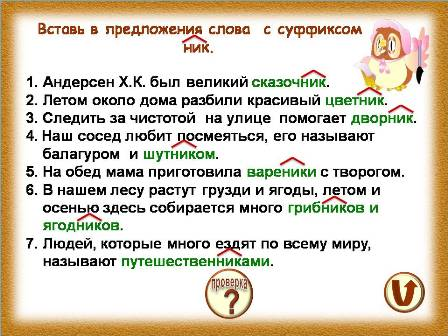 Вставь в предложения слова с суффиксом
ник.
1. Андерсен Х.К. был великий сказочник.
2. Летом около дома разбили красивый цветник.
3. Следить за чистотой на улице помогает дворник.
4. Наш сосед любит посмеяться, его называют
балагуром и шутником.
5. На обед мама приготовила вареники с творогом.
6. В нашем лесу растут грузди и ягоды, летом и
осенью здесь собирается много грибников и
ягодников.
7. Людей, которые много ездят по всему миру,
называют путешественниками.
проверка
?